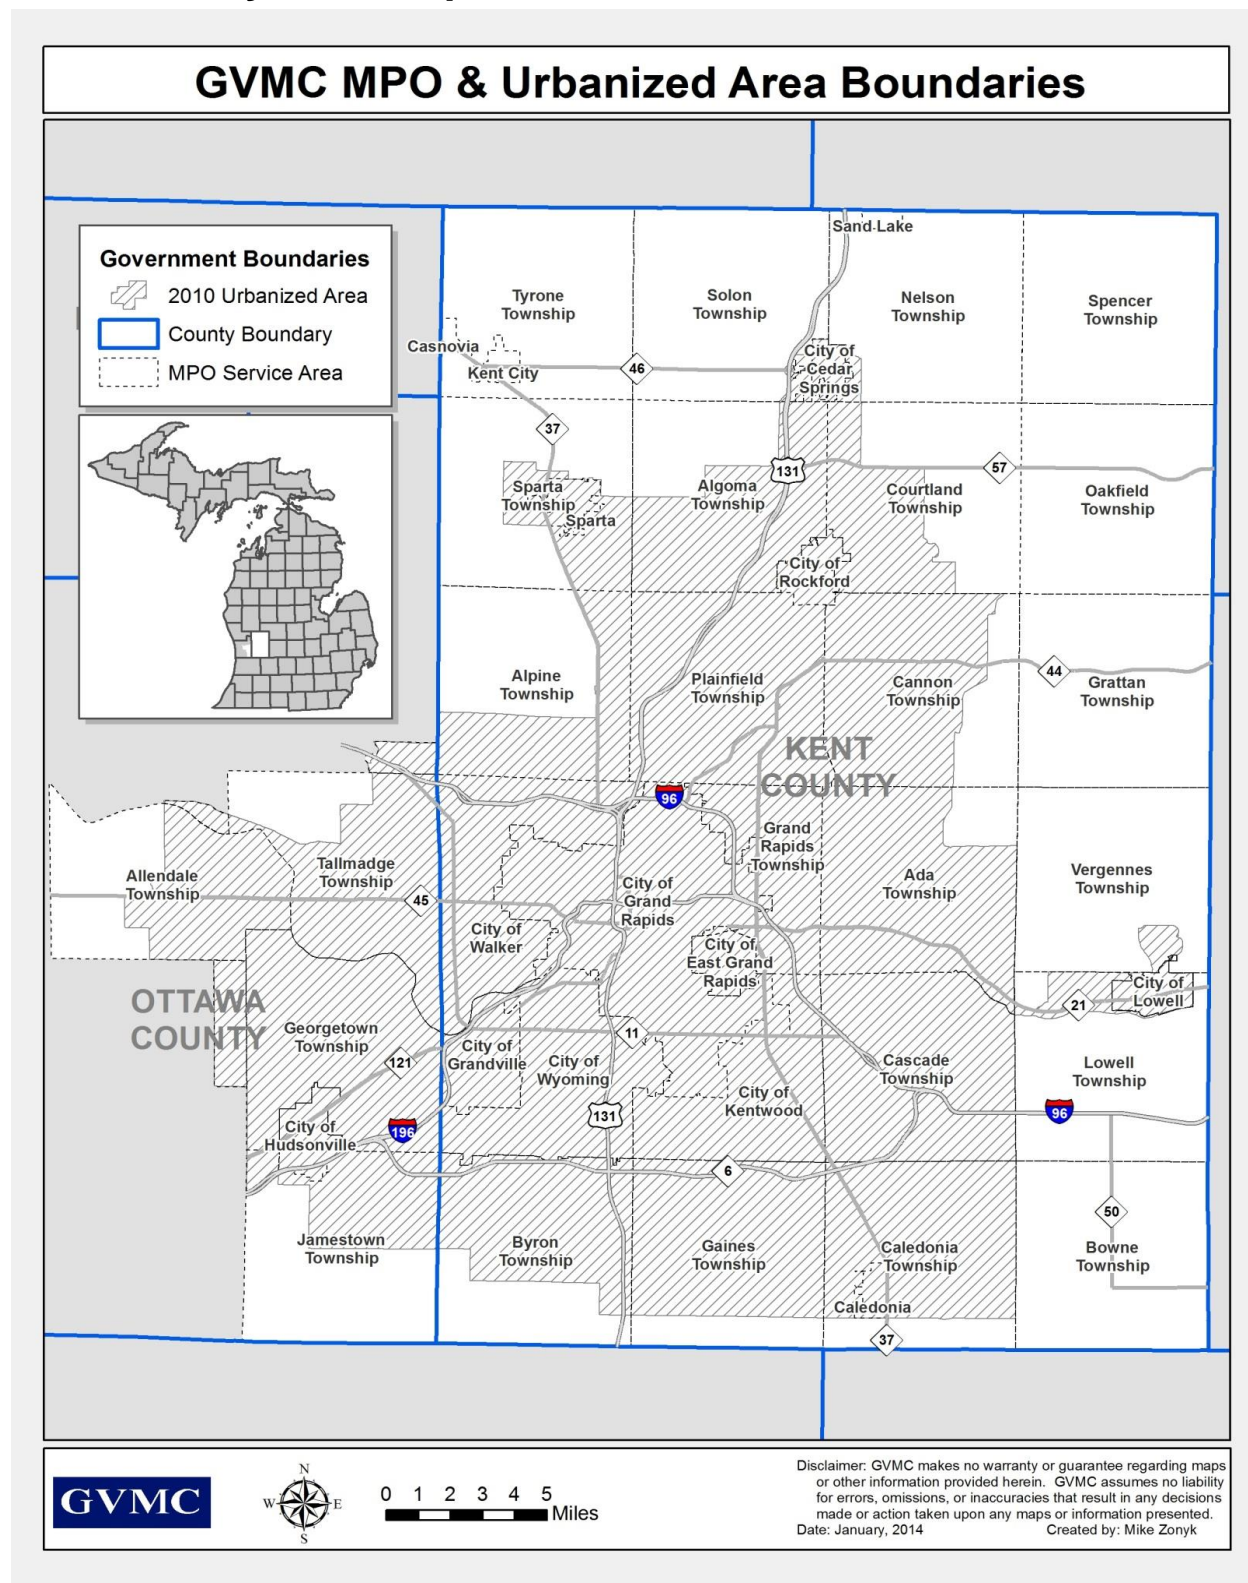 GVMC MPO & Urbanized Area Boundaries
Government Boundaries
2010 Urbanized Area
County Boundary
MPO Service Area
Sand Lake
Tyrone
Township
Solon
Township
Nelson
Township
Spencer
Township
Casnovia
Kent City
46
City of
Cedar
Springs
37
131
57
Sparta
Township
Sparta
Algoma
Township
Courtland
Township
Oakfield
Township
City of
Rockford
Alpine
Township
Plainfield
Township
Cannon
Township
44
Grattan
Township
KENT
COUNTY
96
Grand
Rapids
Township
Allendale
Township
Tallmadge
Township
45
City of
Grand
Rapids
Ada
Township
Vergennes
Township
City of
Walker
City of
East Grand
Rapids
OTTAWA
COUNTY
21
City of
Lowell
Georgetown
Township
121
City of
Grandville
11
City of
Wyoming
Cascade
Township
Lowell
Township
City of
Kentwood
131
96
196
City of
Hudsonville
6
50
Jamestown
Township
Byron
Township
Gaines
Township
Caledonia
Township
Bowne
Township
Caledonia
37
GVMC
N
W E
S
0 1 2 3 4 5
Miles
Disclaimer: GVMC makes no warranty or guarantee regarding maps
or other information provided herein. GVMC assumes no liability
for errors, omissions, or inaccuracies that result in any decisions
made or action taken upon any maps or information presented.
Date: January, 2014 Created by: Mike Zonyk